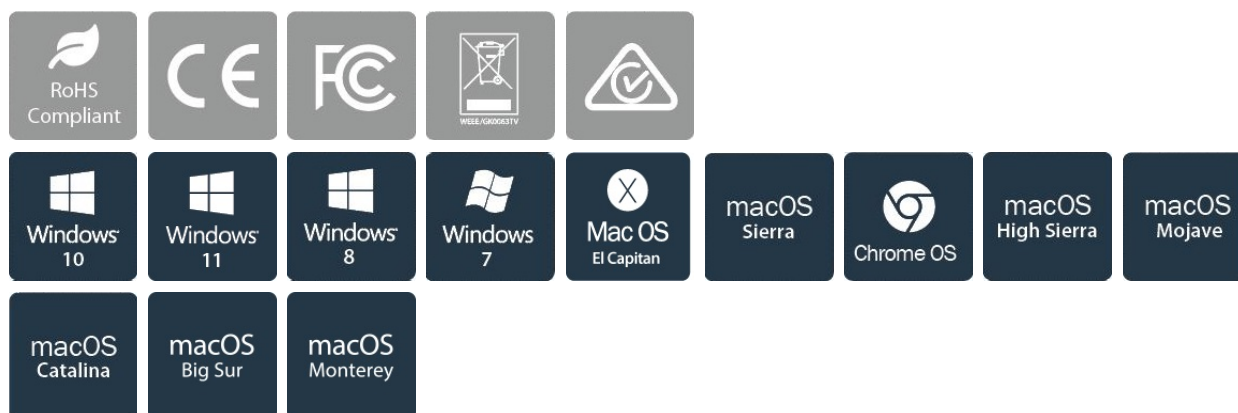 RoHS
Compliant
CE
FC
WEEE/GK0083TV
Windows
10
Windows
11
Windows
8
Windows
7
X
Mac OS
El Capitan
macOS
Sierra
Chrome OS
macOS
High Sierra
macOS
Mojave
macOS
Catalina
macOS
Big Sur
macOS
Monterey